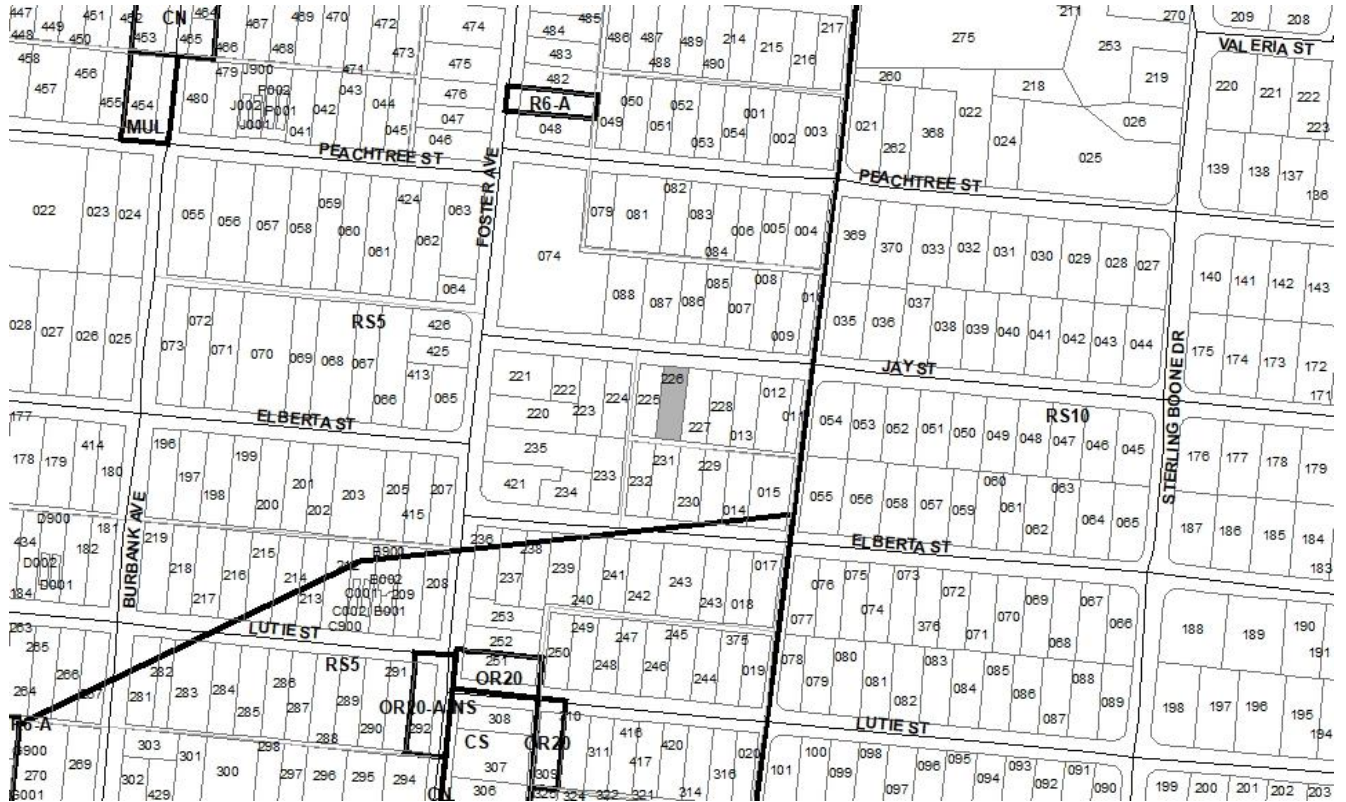 447 449 451 452 464 467 469 470 472 474 485 217 211 270 209 208
CN
448 450 453 465 466 468 473 484 486 487 489 214 215 275 253
VALERIA ST
458 456 479 J900 471 475 483 488 490 216 260 218 219 220 221 222
457 455 454 480 J002 P002 043 044 476 482 050 052 001 022 026 223
R6-A
J001 P001 042 047 049 051 054 002 003 021 368 024
MUL
041 045 046 048 053 262 025 139 138 137 136
PEACHTREE ST
PEACHTREE ST
FOSTER AVE
022 023 024 055 056 057 058 059 060 061 424 062 063 079 081 082 083 084 006 005 004 369 370 033 032 031 030 029 028 027
074 064 088 087 086 085 007 008 009 035 036 037 038 039 040 041 042 043 044 140 141 142 143
028 027 026 025 073 072 071 070 069 068 067 066 426 425 413 065
RS5
175 174 173 172 171
JAY ST
STERLING BOONE DR
221 222 220 223 224 225 226 227 228 013 012
RS10
054 053 052 051 050 049 048 047 046 045
177
ELBERTA ST
178 179 414 180 196 197 198 199 200 201 202 203 205 415 207 235 421 234 233 232 231 230 229 014 015
055 056 058 057 059 060 061 062 063 064 065 176 177 178 179
187 186 185 184 183
BURBANK AVE
ELBERTA ST
D900 434 D002 D001 182 181 184 219 218 217 216 215 214 213 212 B900 B002 C001 209 C002 B001 C900 208
236 238 237 239 240 241 242 243 243 018 017
076 075 074 073 376 072 071 070 069 068 067 066 077
188 189 190 191
LUTIE ST
263 265 264 266 282 281 283 284 285 286 287 288 289 290 291 292
RS5
253 252 251 250 249 248 247 246 245 244 375 019
OR20
OR20-A NS
078 079 080 081 082 083 084 085 086 087 088 089
198 197 196 195 194
LUTIE ST
R6-A
270 269 303 302 429 301 300 298 297 296 295 294
CS
308 307 306
OR20
309 311 416 417 420 316 314 322 321 324
101 100 099 098 097 096 095 094 093 092 091 090
199 200 201 202 203